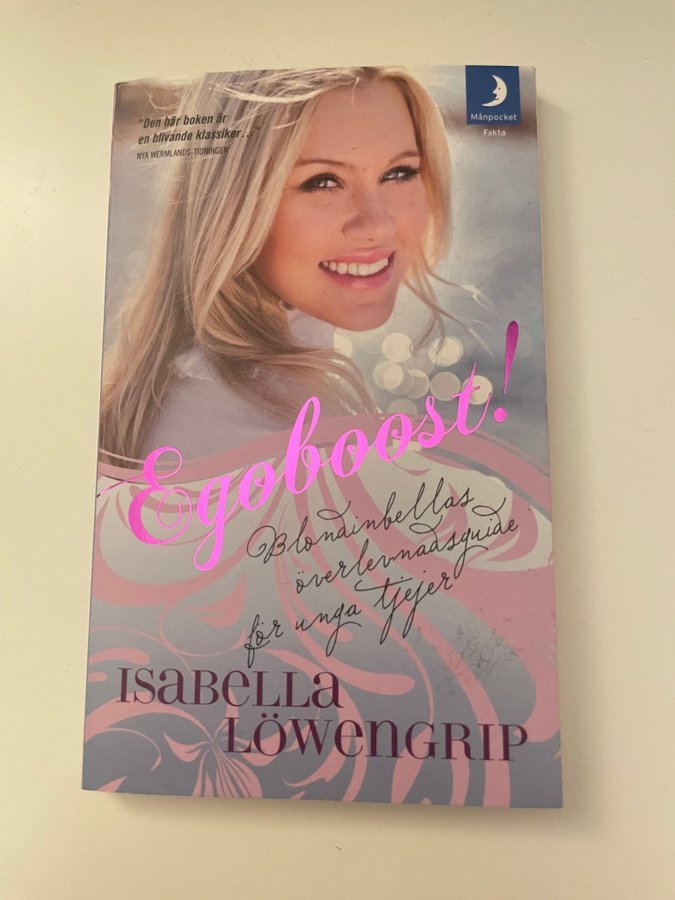 "Den här boken är
en blivande klassiker..."
NYA WERMLANDS-TIDNINGEN
Månpocket
Fakta
Egoboost!
Blondinbellas
överlevnadsguide
för unga tjejer
Isabella
Löwengrip